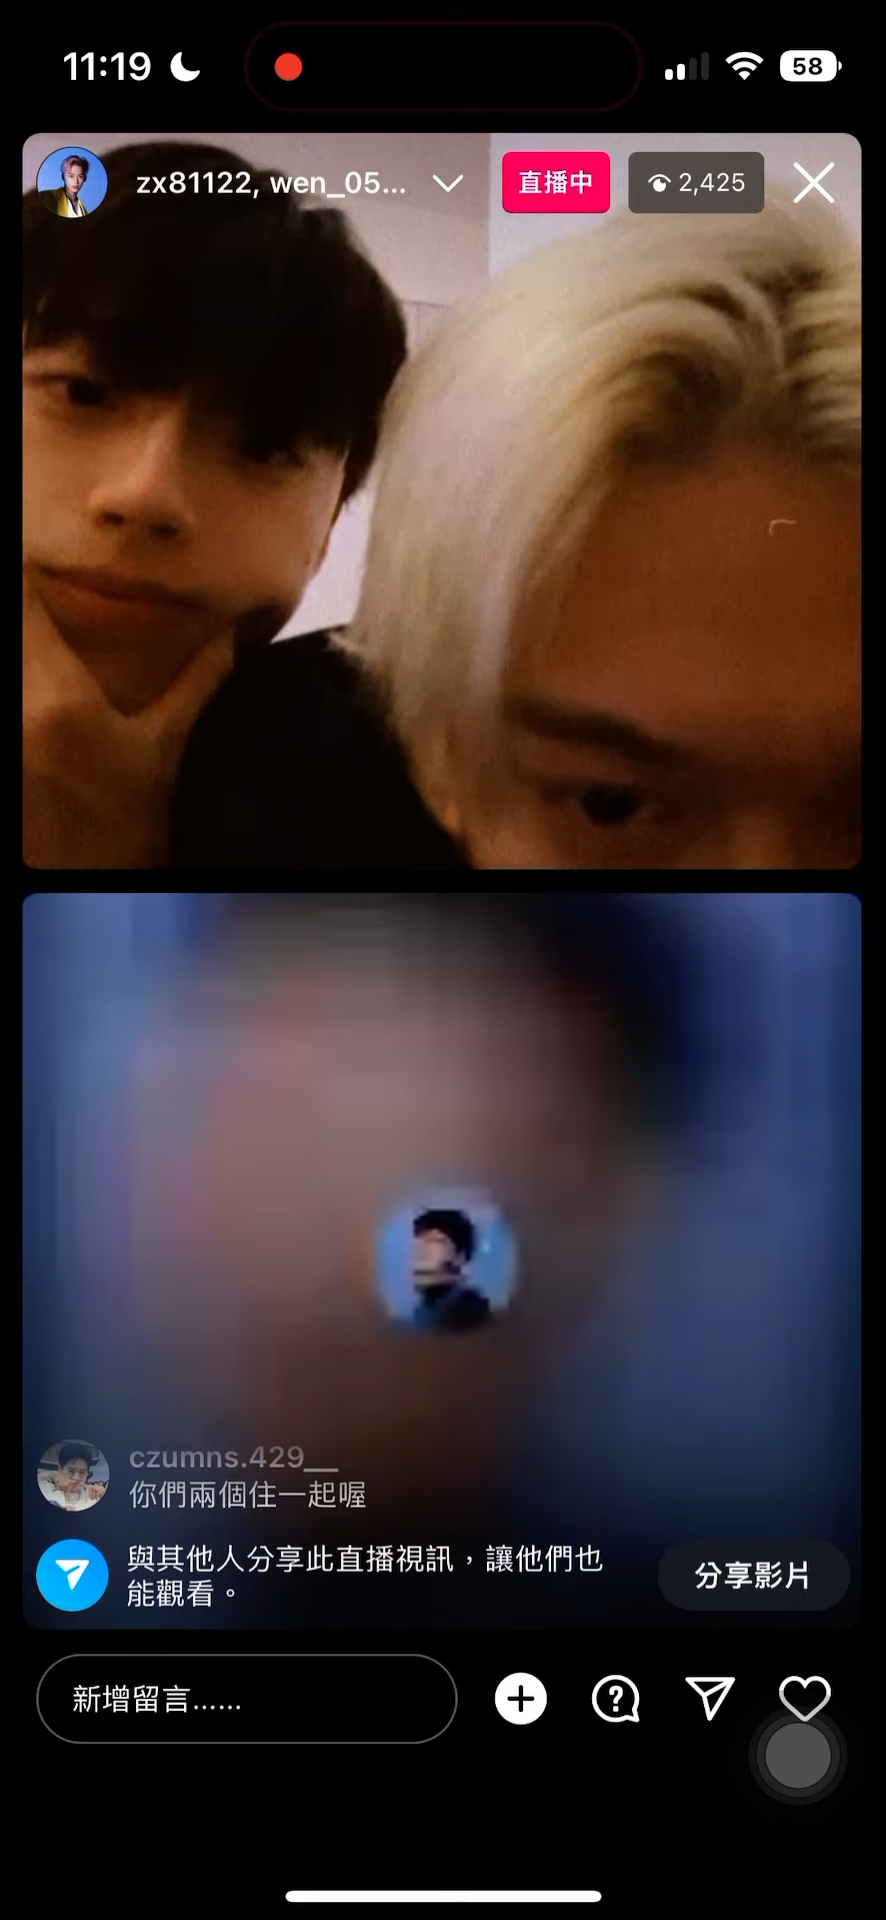 11:19
58
zx81122, wen_05...
直播中
2,425
czumns.429__
你們兩個住一起喔
與其他人分享此直播視訊，讓他們也
能觀看。
分享影片
新增留言......